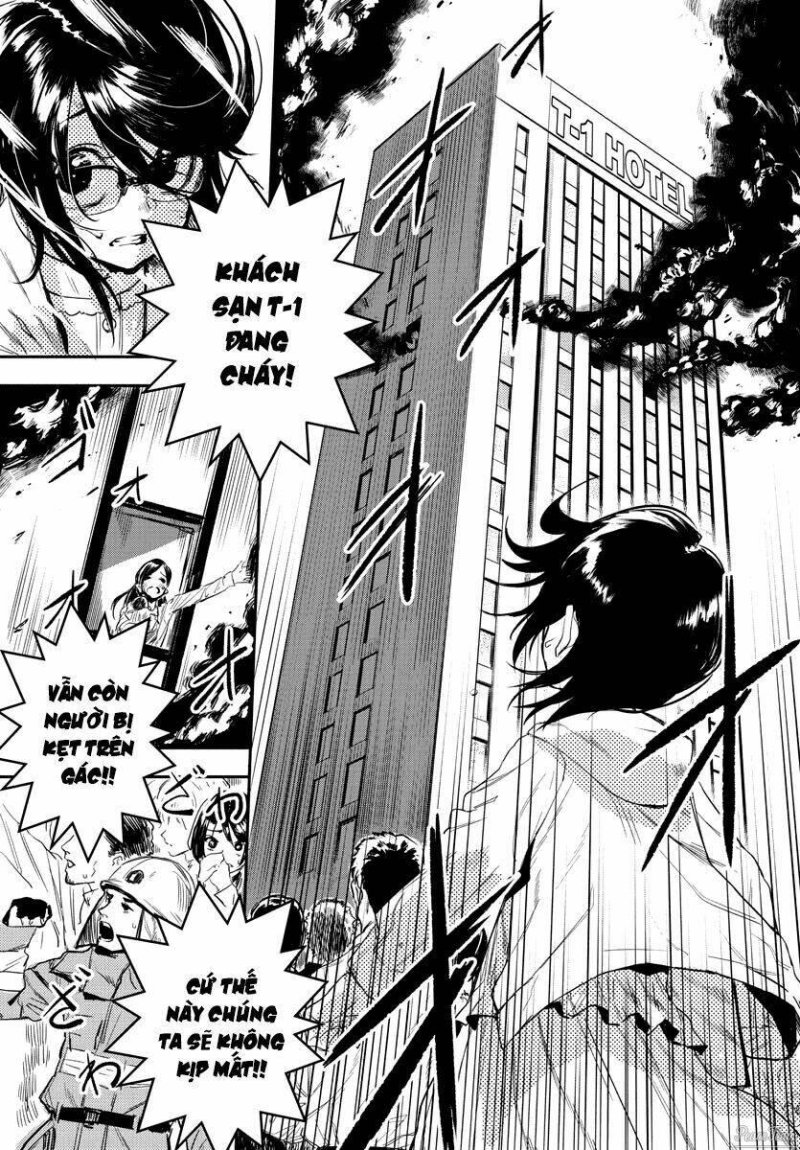 T-1 HOTEL
KHÁCH
SẠN T-1
ĐANG
CHÁY!
VẪN CÒN
NGƯỜI BỊ
KẸT TRÊN
GÁC!!
CỨ THẾ
NÀY CHÚNG
TA SẼ KHÔNG
KỊP MẤT!!